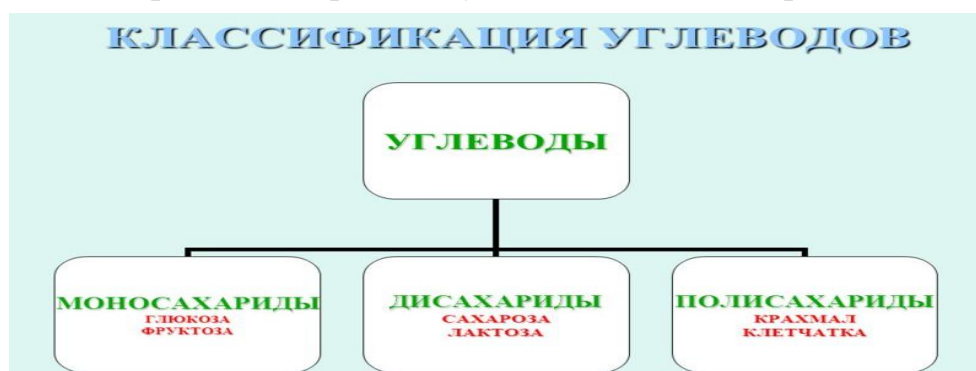 КЛАССИФИКАЦИЯ УГЛЕВОДОВ
УГЛЕВОДЫ
МОНОСАХАРИДЫ
ГЛЮКОЗА
ФРУКТОЗА
ДИСАХАРИДЫ
САХАРОЗА
ЛАКТОЗА
ПОЛИСАХАРИДЫ
КРАХМАЛ
КЛЕТЧАТКА